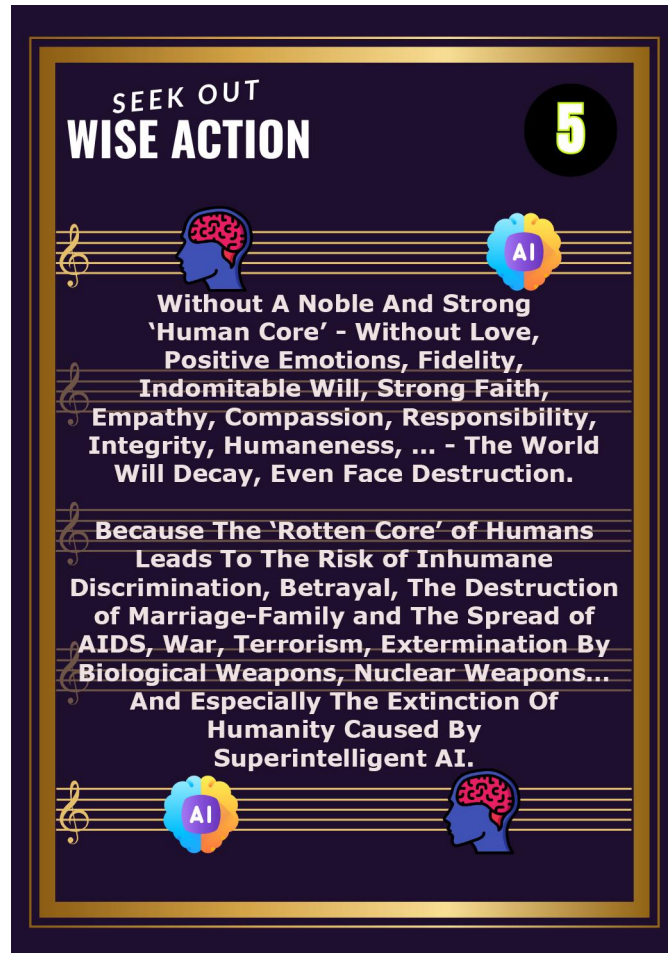 SEEK OUT
WISE ACTION
5
AI
Without A Noble And Strong
‘Human Core’ - Without Love,
Positive Emotions, Fidelity,
Indomitable Will, Strong Faith,
Empathy, Compassion, Responsibility,
Integrity, Humaneness, ... - The World
Will Decay, Even Face Destruction.
Because The ‘Rotten Core’ of Humans
Leads To The Risk of Inhumane
Discrimination, Betrayal, The Destruction
of Marriage-Family and The Spread of
AIDS, War, Terrorism, Extermination By
Biological Weapons, Nuclear Weapons...
And Especially The Extinction Of
Humanity Caused By
Superintelligent AI.
AI